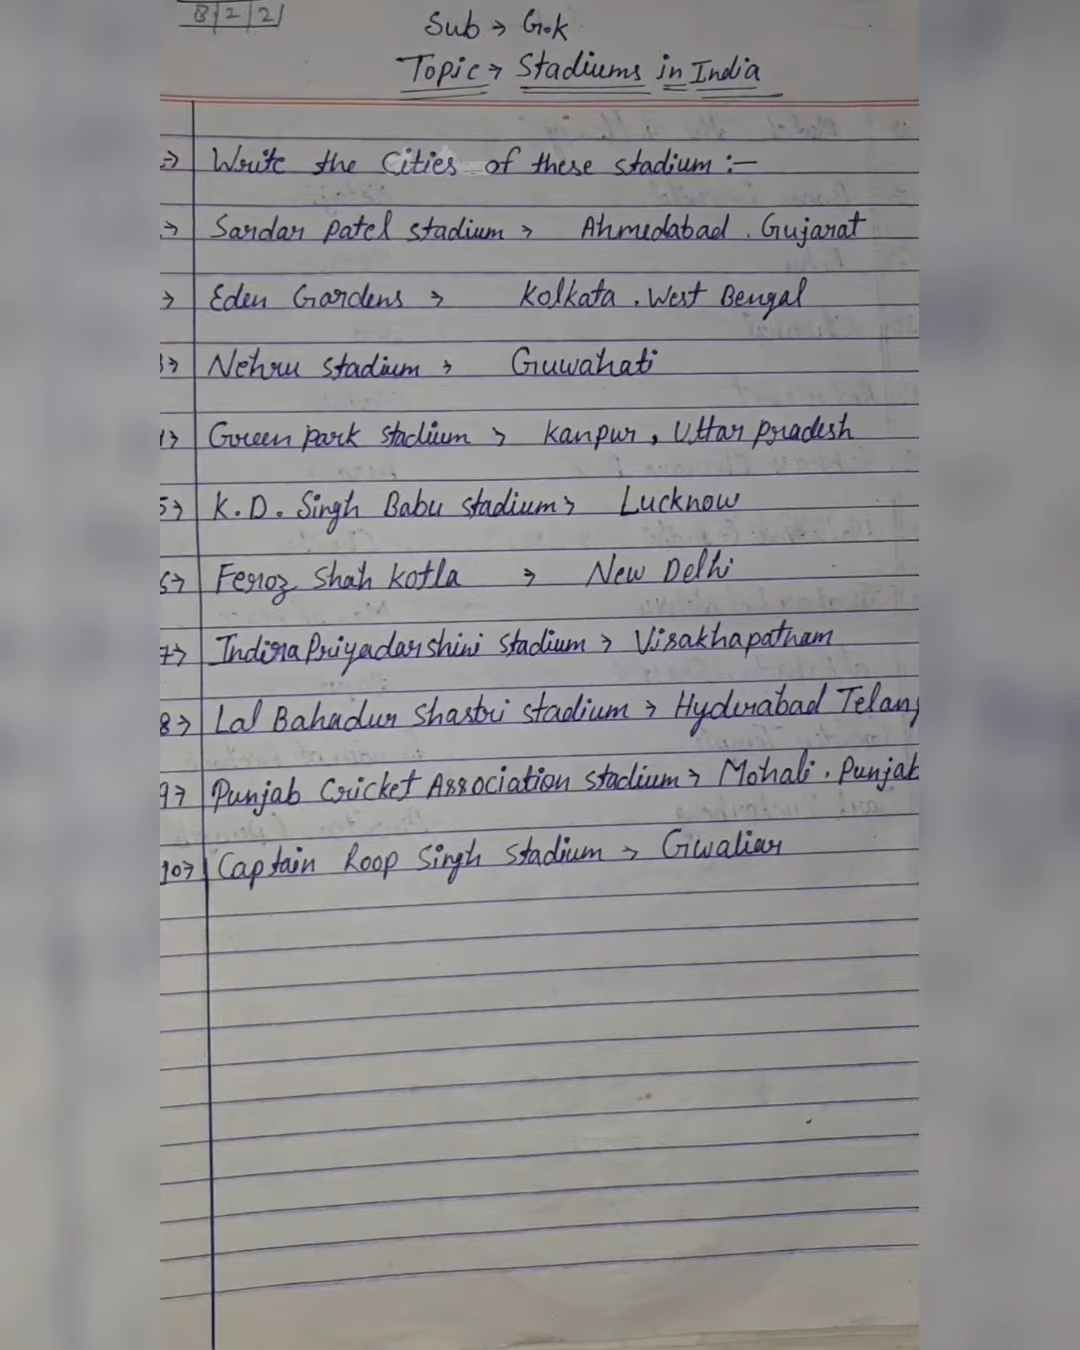 8/2/21
Sub → G.k
Topic → Stadiums in India
→ Write the Cities of these stadium :-
→ Sardar Patel stadium → Ahmedabad . Gujarat
→ Eden Gardens → Kolkata . West Bengal
3→ Nehru stadium → Guwahati
→ Green park stadium → Kanpur , Uttar pradesh
5→ K.D. Singh Babu stadium → Lucknow
6→ Feroz Shah Kotla → New Delhi
7→ Indira Priyadarshini stadium → Visakhapatnam
8→ Lal Bahadur Shastri stadium → Hyderabad Telang
9→ Punjab Cricket Association stadium → Mohali . Punjab
10→ Captain Roop Singh stadium → Gwaliar